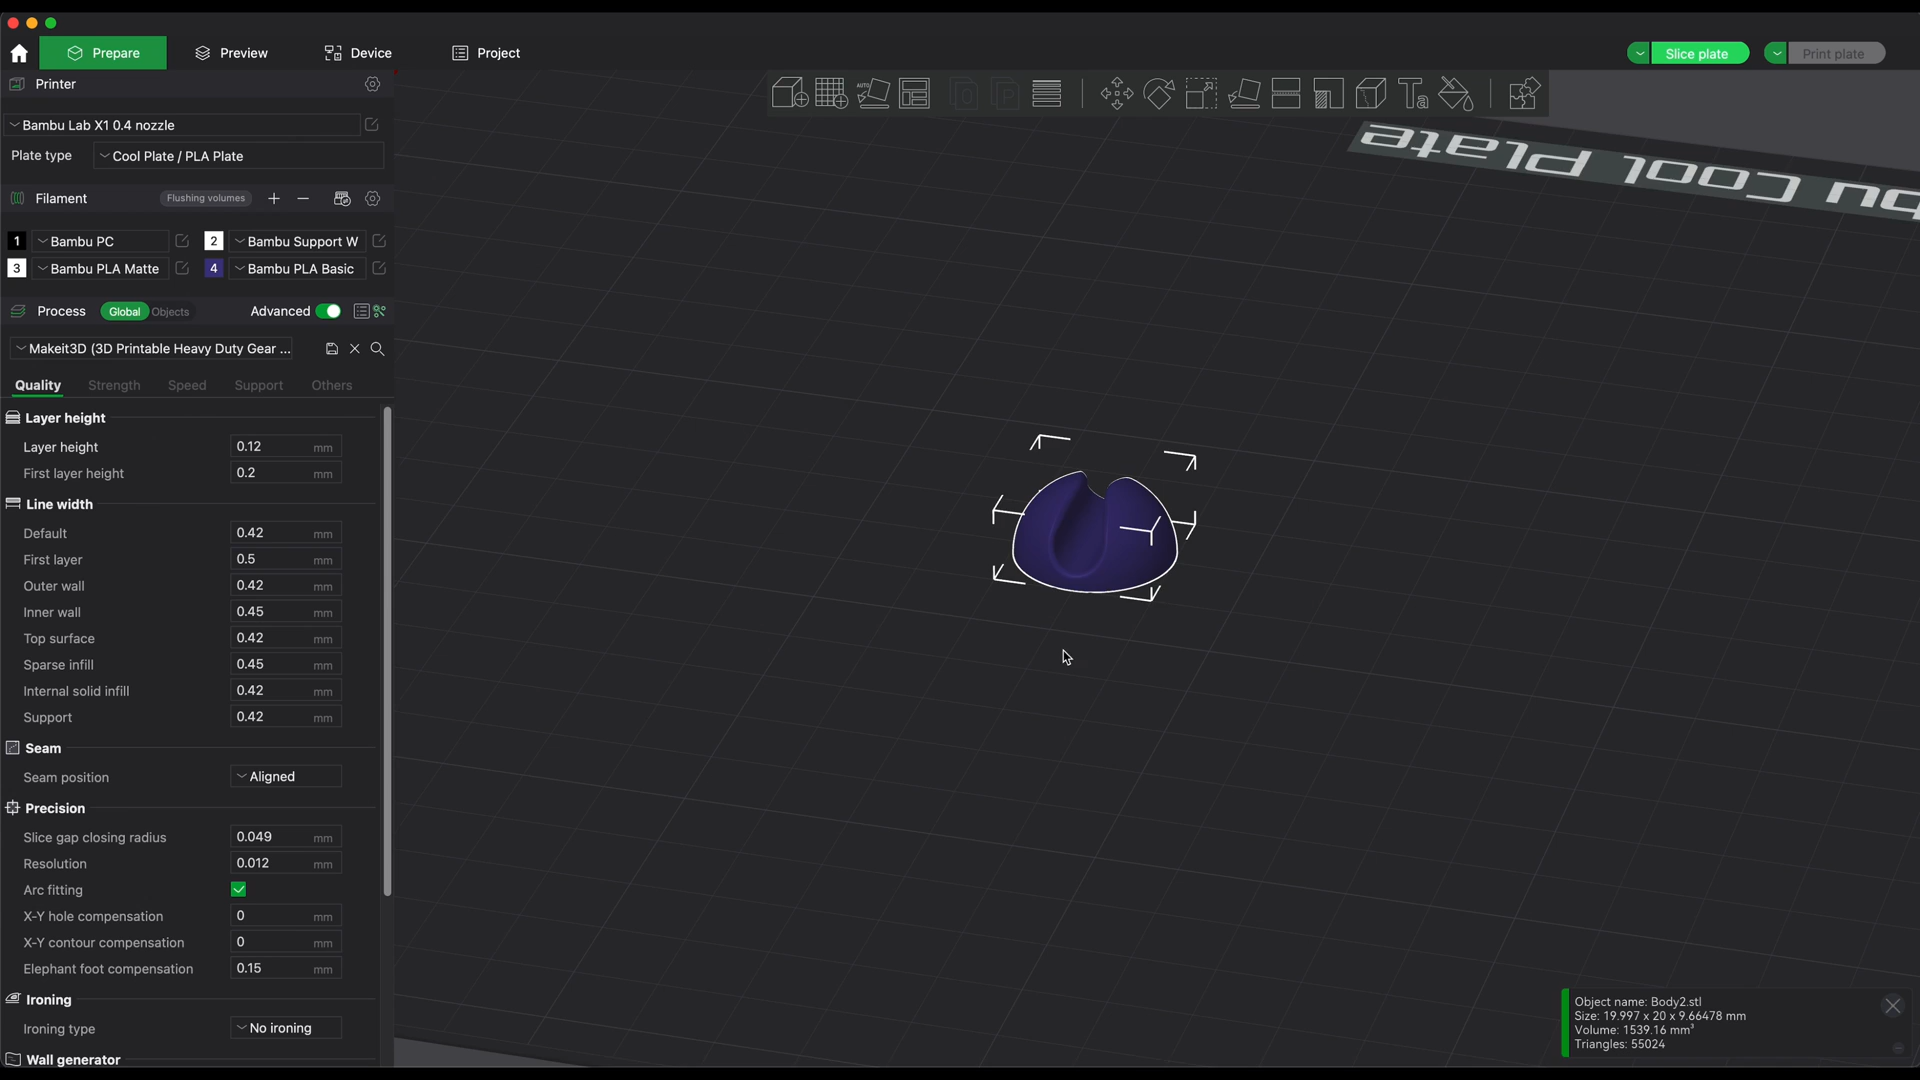 Prepare
Preview
Device
Project
Slice plate
Print plate
Printer
Bambu Lab X1 0.4 nozzle
Plate type
Cool Plate / PLA Plate
Filament
Flushing volumes
1 Bambu PC
2 Bambu Support W
3 Bambu PLA Matte
4 Bambu PLA Basic
Process
Global
Objects
Advanced
Makeit3D (3D Printable Heavy Duty Gear ...
Quality
Strength
Speed
Support
Others
Layer height
Layer height 0.12 mm
First layer height 0.2 mm
Line width
Default 0.42 mm
First layer 0.5 mm
Outer wall 0.42 mm
Inner wall 0.45 mm
Top surface 0.42 mm
Sparse infill 0.45 mm
Internal solid infill 0.42 mm
Support 0.42 mm
Seam
Seam position Aligned
Precision
Slice gap closing radius 0.049 mm
Resolution 0.012 mm
Arc fitting
X-Y hole compensation 0 mm
X-Y contour compensation 0 mm
Elephant foot compensation 0.15 mm
Ironing
Ironing type No ironing
Wall generator
AUTO
Ta
bu Cool Plate
Object name: Body2.stl
Size: 19.997 x 20 x 9.66478 mm
Volume: 1539.16 mm³
Triangles: 55024